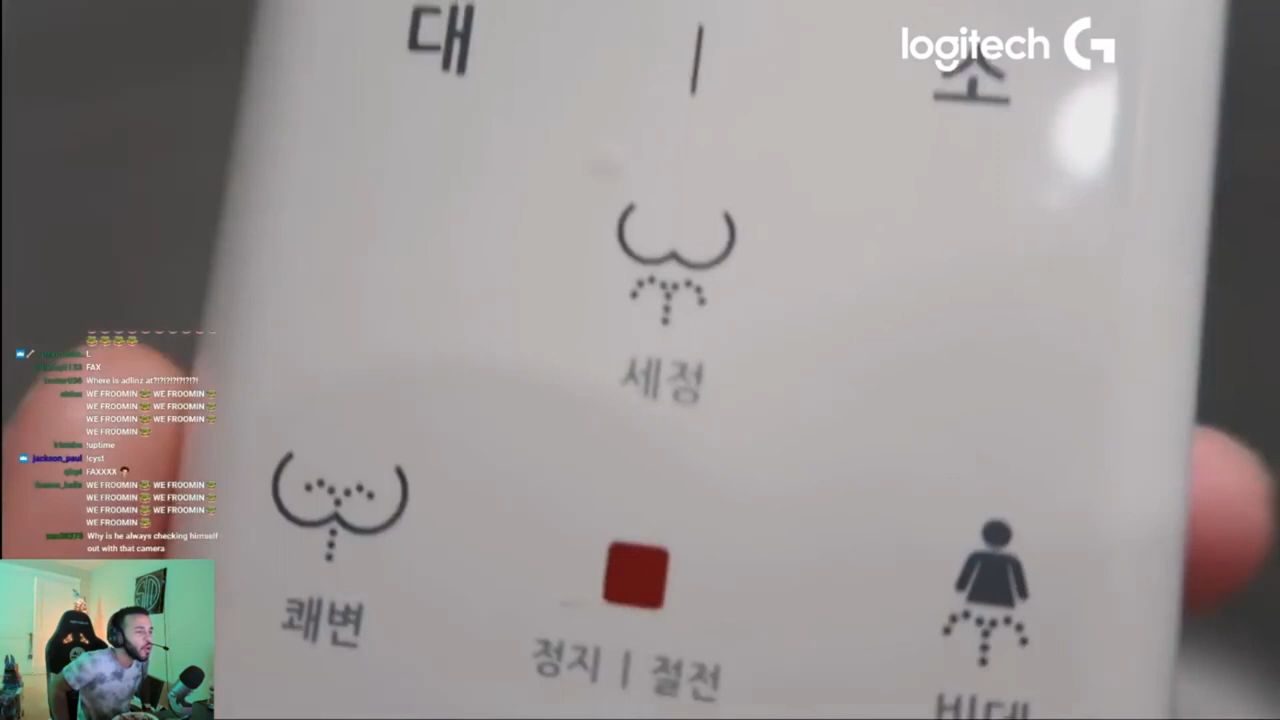 logitech G
대 | 소
세정
쾌변
정지 | 절전
비데
L
FAX
Where is adlinz at?!?!?!?!?!?!?!
WE FROOMIN WE FROOMIN
WE FROOMIN WE FROOMIN
WE FROOMIN WE FROOMIN
WE FROOMIN
!uptime
jackson_paul !cyst
FAXXXX
WE FROOMIN WE FROOMIN
WE FROOMIN WE FROOMIN
WE FROOMIN WE FROOMIN
WE FROOMIN
Why is he always checking himself
out with that camera